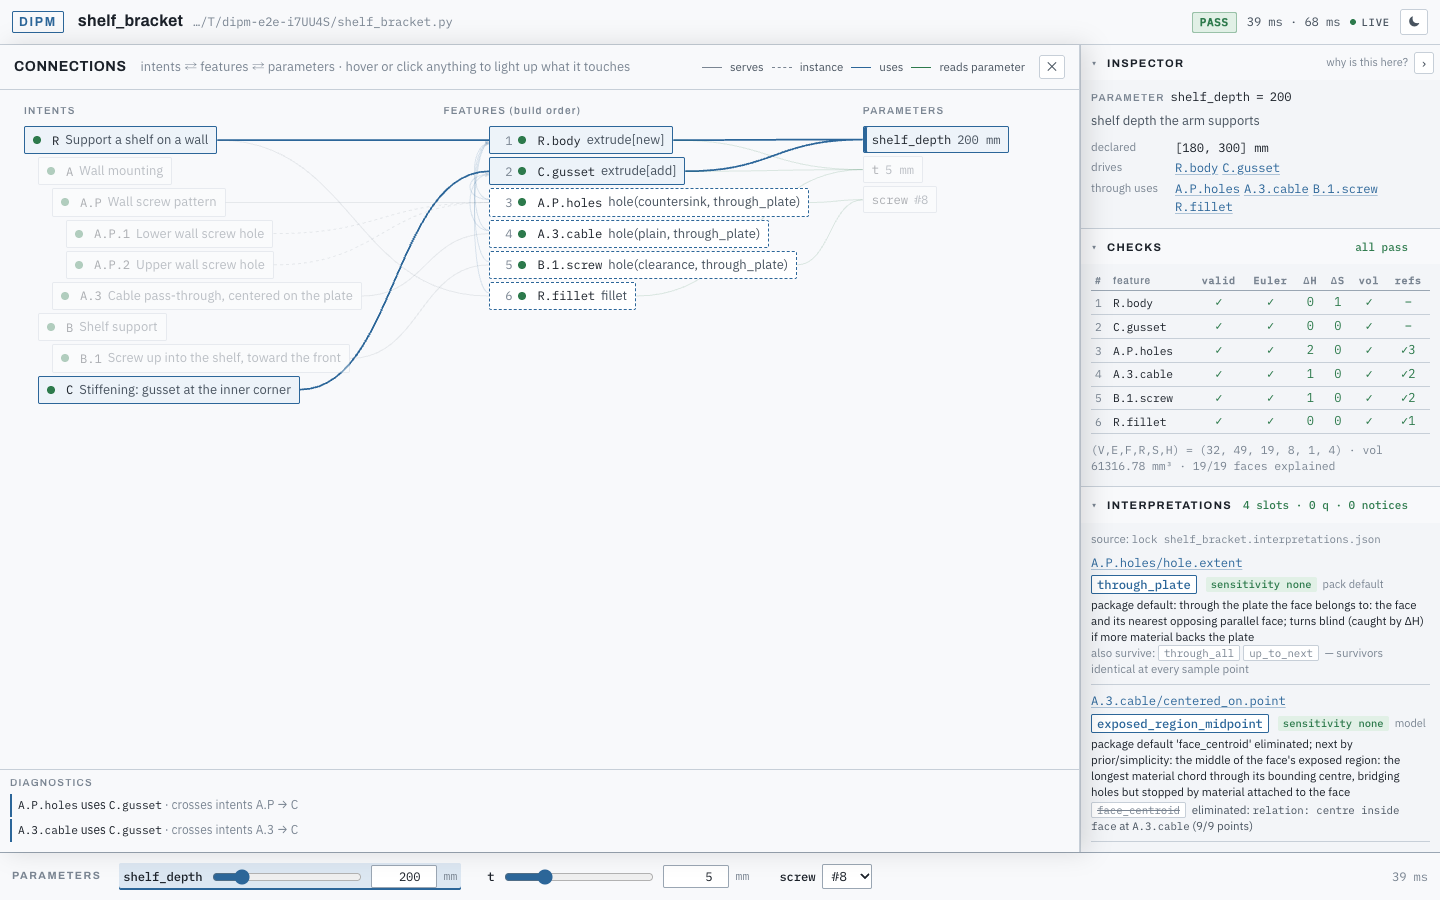 DIPM shelf_bracket …/T/dipm-e2e-i7UU4S/shelf_bracket.py PASS 39 ms · 68 ms LIVE
CONNECTIONS intents ⇄ features ⇄ parameters · hover or click anything to light up what it touches serves instance uses reads parameter
INTENTS FEATURES (build order) PARAMETERS
R Support a shelf on a wall
A Wall mounting
A.P Wall screw pattern
A.P.1 Lower wall screw hole
A.P.2 Upper wall screw hole
A.3 Cable pass-through, centered on the plate
B Shelf support
B.1 Screw up into the shelf, toward the front
C Stiffening: gusset at the inner corner
1 R.body extrude[new]
2 C.gusset extrude[add]
3 A.P.holes hole(countersink, through_plate)
4 A.3.cable hole(plain, through_plate)
5 B.1.screw hole(clearance, through_plate)
6 R.fillet fillet
shelf_depth 200 mm
t 5 mm
screw #8
DIAGNOSTICS
A.P.holes uses C.gusset · crosses intents A.P → C
A.3.cable uses C.gusset · crosses intents A.3 → C
INSPECTOR why is this here? ›
PARAMETER shelf_depth = 200
shelf depth the arm supports
declared [180, 300] mm
drives R.body C.gusset
through uses A.P.holes A.3.cable B.1.screw
R.fillet
CHECKS all pass
# feature valid Euler ΔH ΔS vol refs
1 R.body ✓ ✓ 0 1 ✓ –
2 C.gusset ✓ ✓ 0 0 ✓ –
3 A.P.holes ✓ ✓ 2 0 ✓ ✓3
4 A.3.cable ✓ ✓ 1 0 ✓ ✓2
5 B.1.screw ✓ ✓ 1 0 ✓ ✓2
6 R.fillet ✓ ✓ 0 0 ✓ ✓1
(V,E,F,R,S,H) = (32, 49, 19, 8, 1, 4) · vol
61316.78 mm³ · 19/19 faces explained
INTERPRETATIONS 4 slots · 0 q · 0 notices
source: lock shelf_bracket.interpretations.json
A.P.holes/hole.extent
through_plate sensitivity none pack default
package default: through the plate the face belongs to: the face
and its nearest opposing parallel face; turns blind (caught by ΔH)
if more material backs the plate
also survive: through_all up_to_next — survivors
identical at every sample point
A.3.cable/centered_on.point
exposed_region_midpoint sensitivity none model
package default 'face_centroid' eliminated; next by
prior/simplicity: the middle of the face's exposed region: the
longest material chord through its bounding centre, bridging
holes but stopped by material attached to the face
face_centroid eliminated: relation: centre inside
face at A.3.cable (9/9 points)
PARAMETERS shelf_depth 200 mm t 5 mm screw #8 39 ms